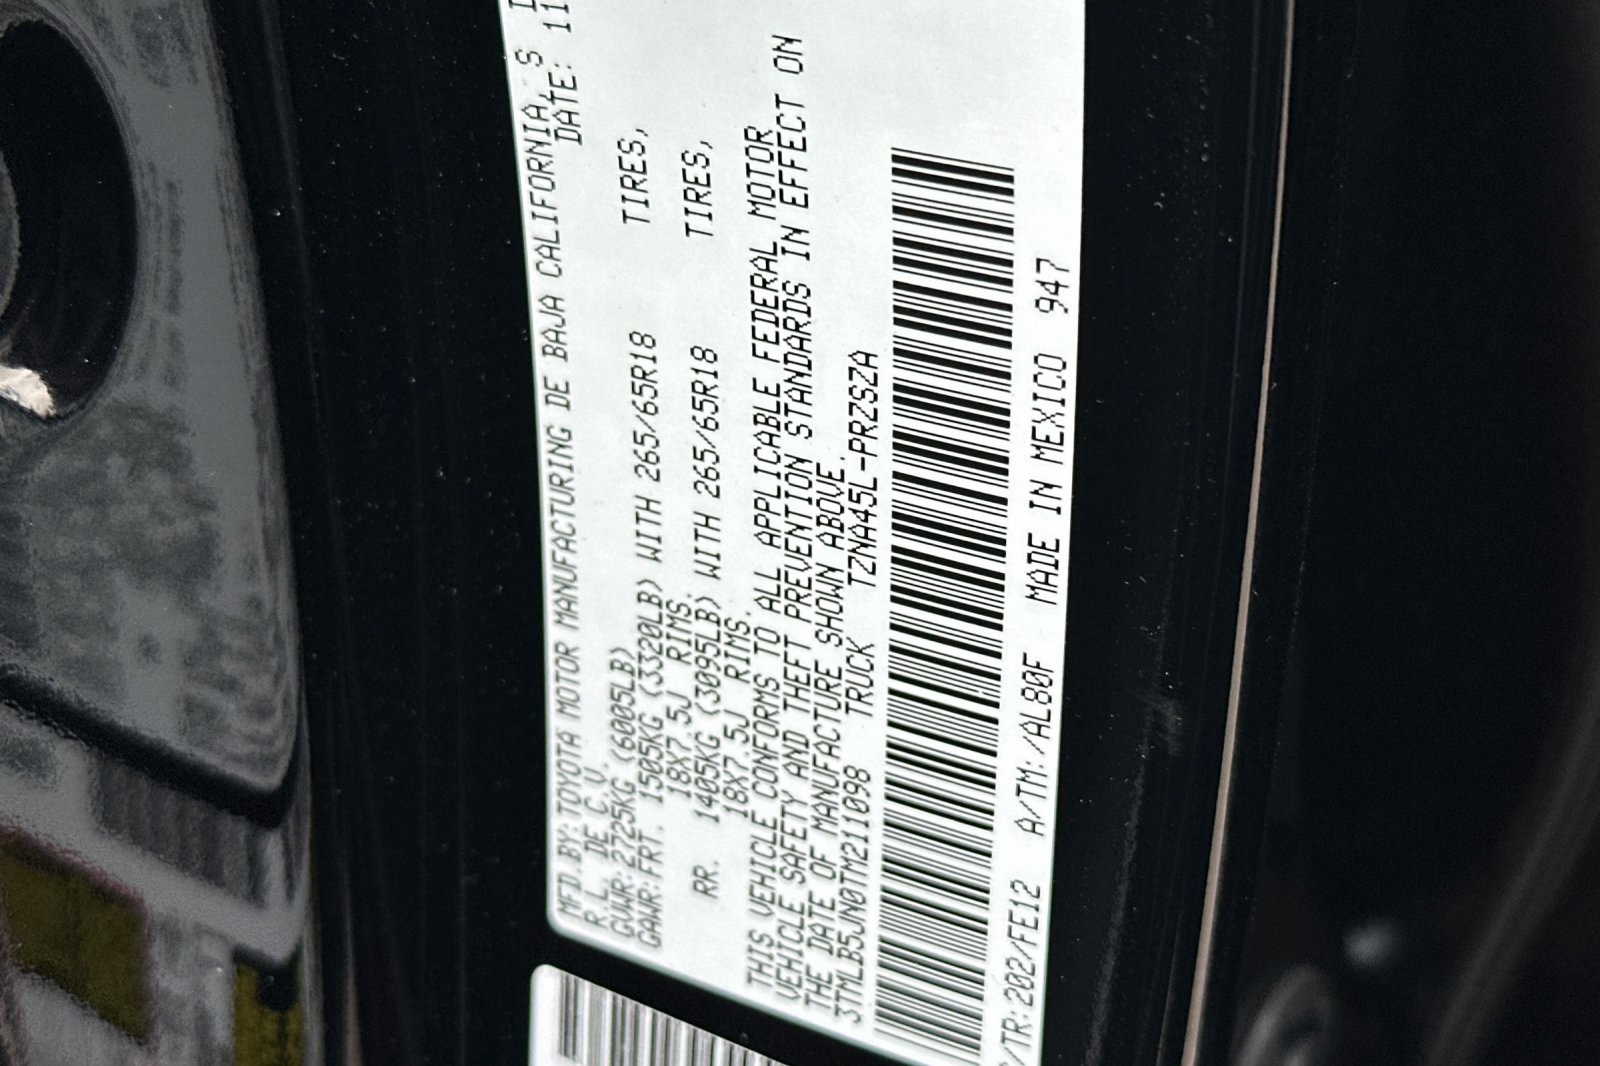 MFD.BY:TOYOTA MOTOR MANUFACTURING DE BAJA CALIFORNIA, S
R.L. DE C.V. DATE: 11
GVWR:2725KG (6005LB)
GAWR:FRT. 1505KG (3320LB) WITH 265/65R18 TIRES,
18X7.5J RIMS.
RR. 1405KG (3095LB) WITH 265/65R18 TIRES,
18X7.5J RIMS.
THIS VEHICLE CONFORMS TO ALL APPLICABLE FEDERAL MOTOR
VEHICLE SAFETY AND THEFT PREVENTION STANDARDS IN EFFECT ON
THE DATE OF MANUFACTURE SHOWN ABOVE.
3TMLB5JN0TM211098 TRUCK TZNA45L-PRZSZA
/TR:202/FE12 A/TM:/AL80F MADE IN MEXICO 947